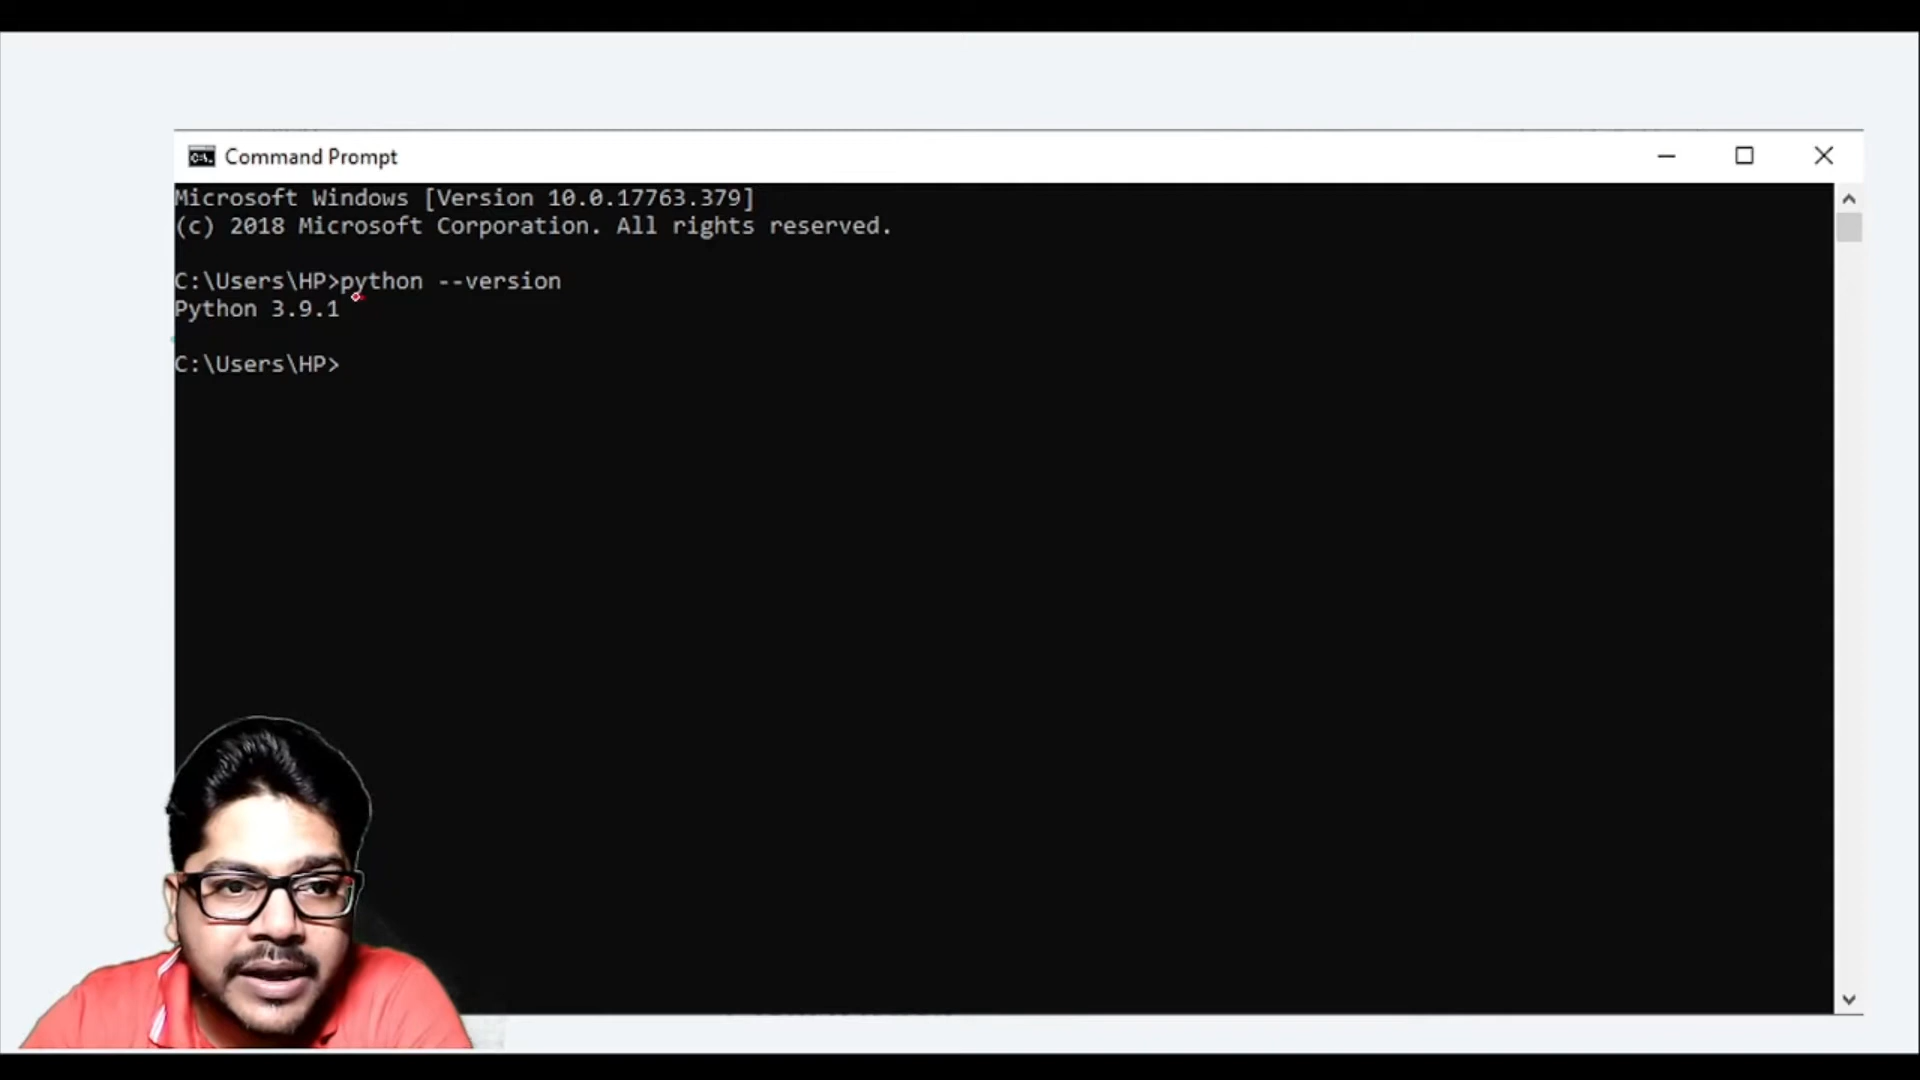 Command Prompt
Microsoft Windows [Version 10.0.17763.379]
(c) 2018 Microsoft Corporation. All rights reserved.
C:\Users\HP>python --version
Python 3.9.1
C:\Users\HP>